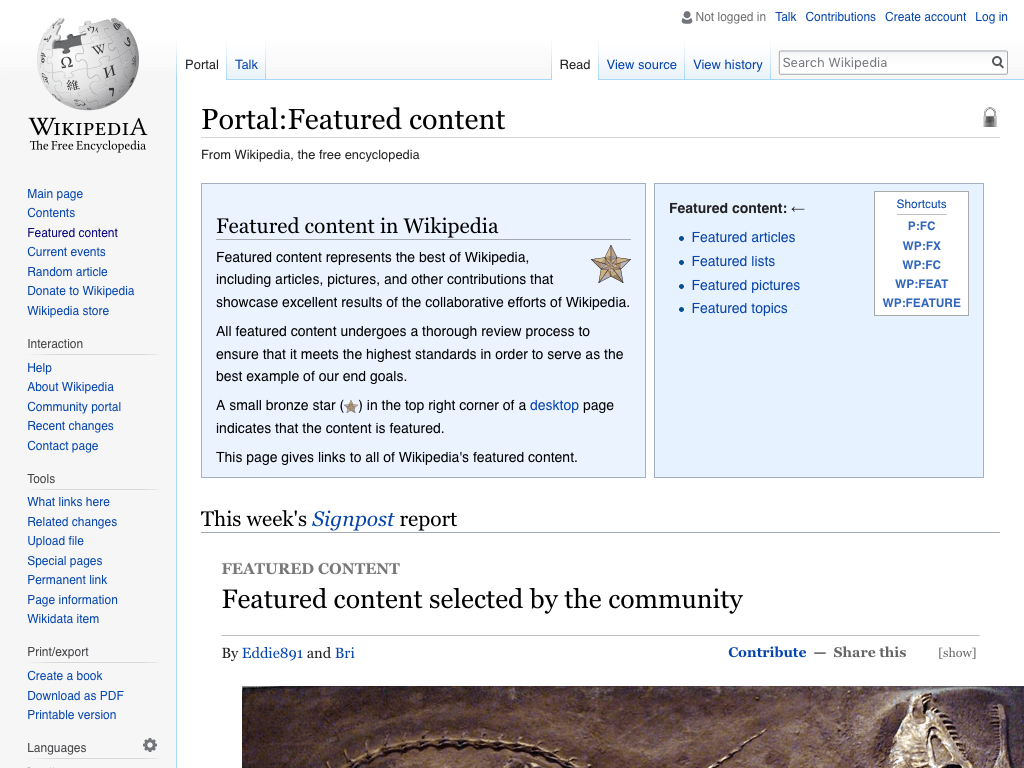 Not logged in Talk Contributions Create account Log in
Portal Talk Read View source View history Search Wikipedia
Ω W И 維 7
WIKIPEDIA
The Free Encyclopedia
Main page
Contents
Featured content
Current events
Random article
Donate to Wikipedia
Wikipedia store
Interaction
Help
About Wikipedia
Community portal
Recent changes
Contact page
Tools
What links here
Related changes
Upload file
Special pages
Permanent link
Page information
Wikidata item
Print/export
Create a book
Download as PDF
Printable version
Languages
Portal:Featured content
From Wikipedia, the free encyclopedia
Featured content in Wikipedia
Featured content represents the best of Wikipedia,
including articles, pictures, and other contributions that
showcase excellent results of the collaborative efforts of Wikipedia.
All featured content undergoes a thorough review process to
ensure that it meets the highest standards in order to serve as the
best example of our end goals.
A small bronze star () in the top right corner of a desktop page
indicates that the content is featured.
This page gives links to all of Wikipedia's featured content.
Featured content: ←
• Featured articles
• Featured lists
• Featured pictures
• Featured topics
Shortcuts
P:FC
WP:FX
WP:FC
WP:FEAT
WP:FEATURE
This week's Signpost report
FEATURED CONTENT
Featured content selected by the community
By Eddie891 and Bri
Contribute — Share this [show]